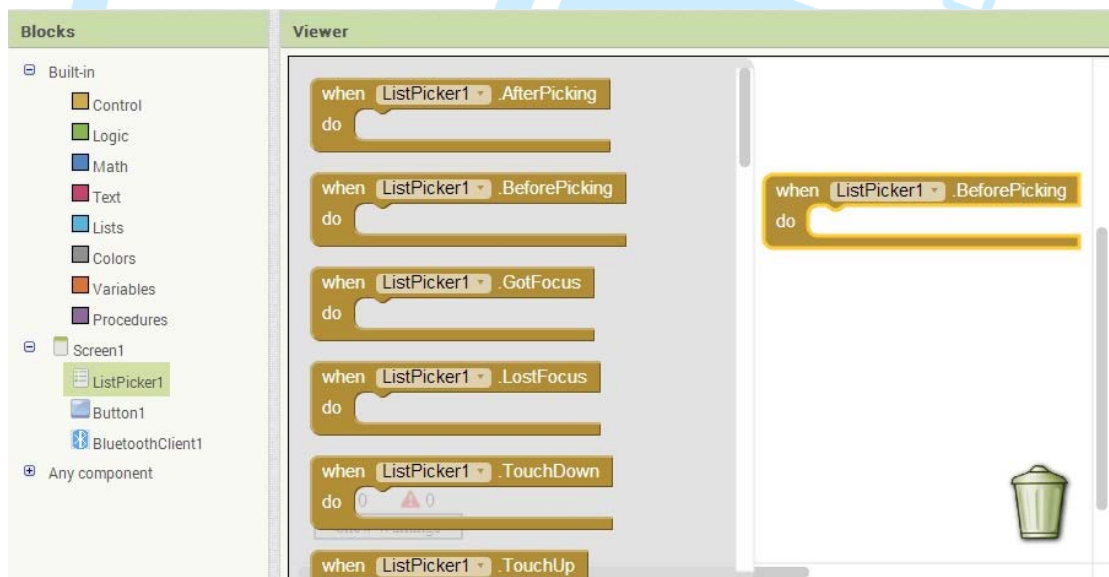 Blocks
Viewer
Built-in
Control
Logic
Math
Text
Lists
Colors
Variables
Procedures
Screen1
ListPicker1
Button1
BluetoothClient1
Any component
when ListPicker1 .AfterPicking
do
when ListPicker1 .BeforePicking
do
when ListPicker1 .GotFocus
do
when ListPicker1 .LostFocus
do
when ListPicker1 .TouchDown
do 0 0
Show Warnings
when ListPicker1 .TouchUp
when ListPicker1 .BeforePicking
do